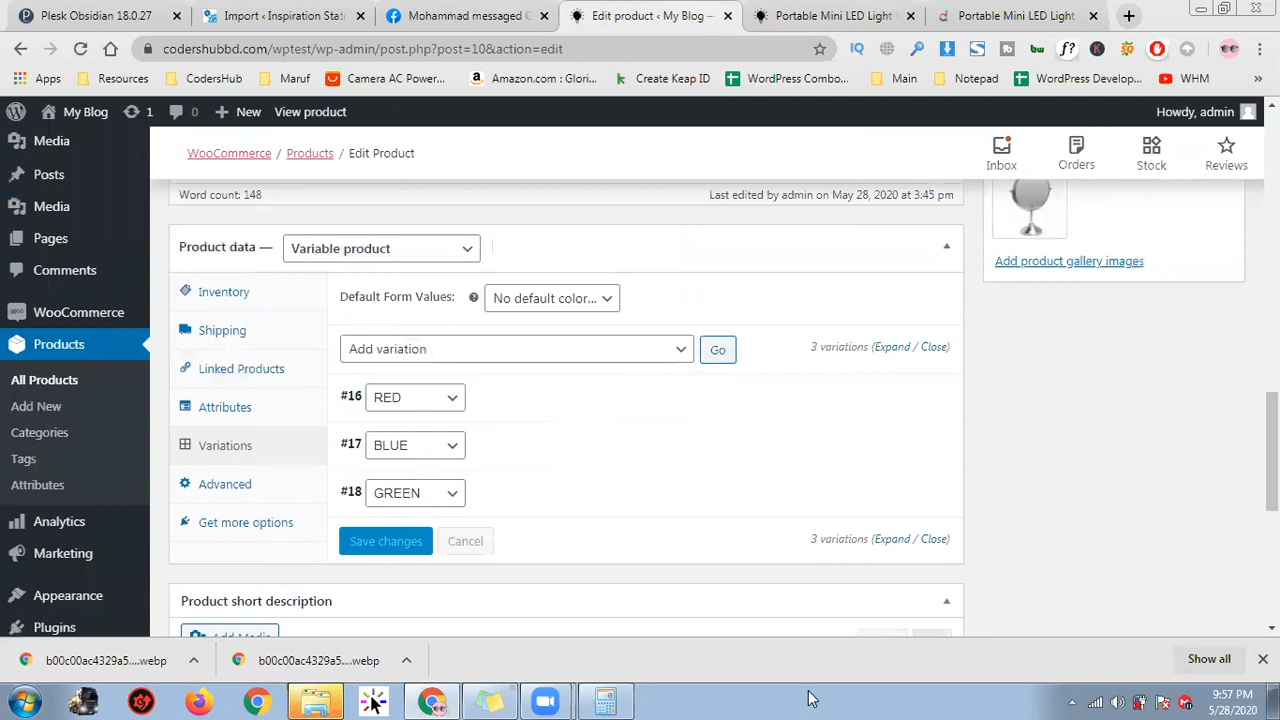 Plesk Obsidian 18.0.27
Import ‹ Inspiration Stati
Mohammad messaged C
Edit product ‹ My Blog —
Portable Mini LED Light
Portable Mini LED Light
codershubbd.com/wptest/wp-admin/post.php?post=10&action=edit
Apps
Resources
CodersHub
Maruf
Camera AC Powe...
Amazon.com : Glori...
Create Keap ID
WordPress Combo...
Main
Notepad
WordPress Develop...
WHM
»
My Blog
1
0
New
View product
Howdy, admin
Media
Posts
Media
Pages
Comments
WooCommerce
Products
All Products
Add New
Categories
Tags
Attributes
Analytics
Marketing
Appearance
Plugins
WooCommerce / Products / Edit Product
Inbox
Orders
Stock
Reviews
Word count: 148
Last edited by admin on May 28, 2020 at 3:45 pm
Add product gallery images
Product data — Variable product
Inventory
Shipping
Linked Products
Attributes
Variations
Advanced
Get more options
Default Form Values: No default color...
Add variation
Go
3 variations (Expand / Close)
#16 RED
#17 BLUE
#18 GREEN
Save changes
Cancel
3 variations (Expand / Close)
Product short description
Add Media
b00c00ac4329a5....webp
b00c00ac4329a5....webp
Show all
9:57 PM
5/28/2020